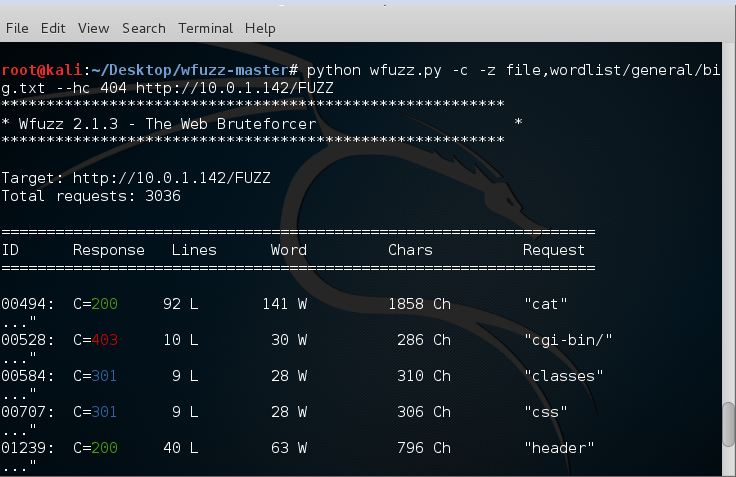 File Edit View Search Terminal Help
root@kali:~/Desktop/wfuzz-master# python wfuzz.py -c -z file,wordlist/general/bi
g.txt --hc 404 http://10.0.1.142/FUZZ
********************************************************
* Wfuzz 2.1.3 - The Web Bruteforcer                      *
********************************************************
Target: http://10.0.1.142/FUZZ
Total requests: 3036
==================================================================
ID      Response   Lines      Word         Chars          Request
==================================================================
00494:  C=200     92 L       141 W         1858 Ch        "cat"
..."
00528:  C=403     10 L        30 W          286 Ch        "cgi-bin/"
..."
00584:  C=301      9 L        28 W          310 Ch        "classes"
..."
00707:  C=301      9 L        28 W          306 Ch        "css"
..."
01239:  C=200     40 L        63 W          796 Ch        "header"
..."